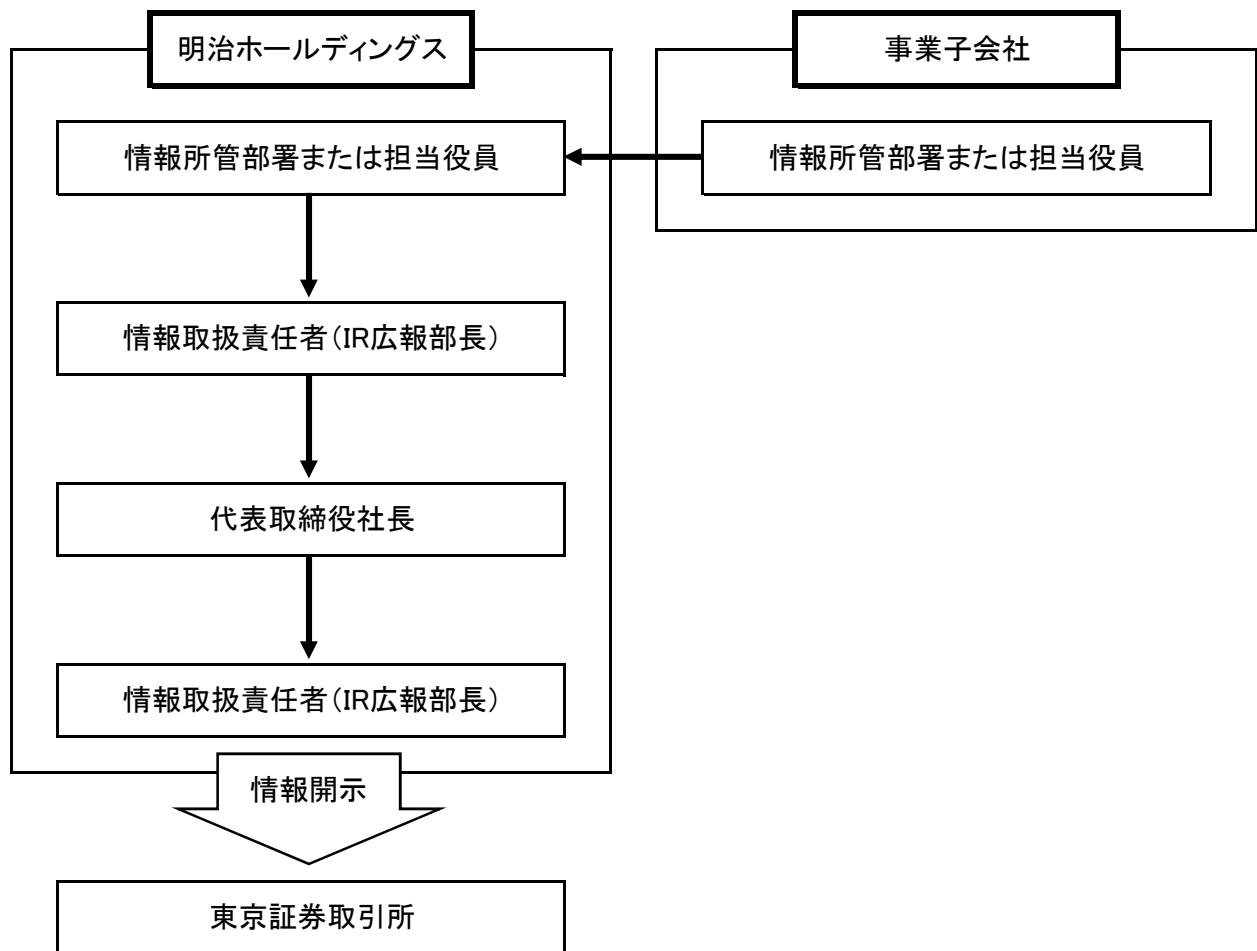 明治ホールディングス
事業子会社
情報所管部署または担当役員
情報所管部署または担当役員
情報取扱責任者(IR広報部長)
代表取締役社長
情報取扱責任者(IR広報部長)
情報開示
東京証券取引所